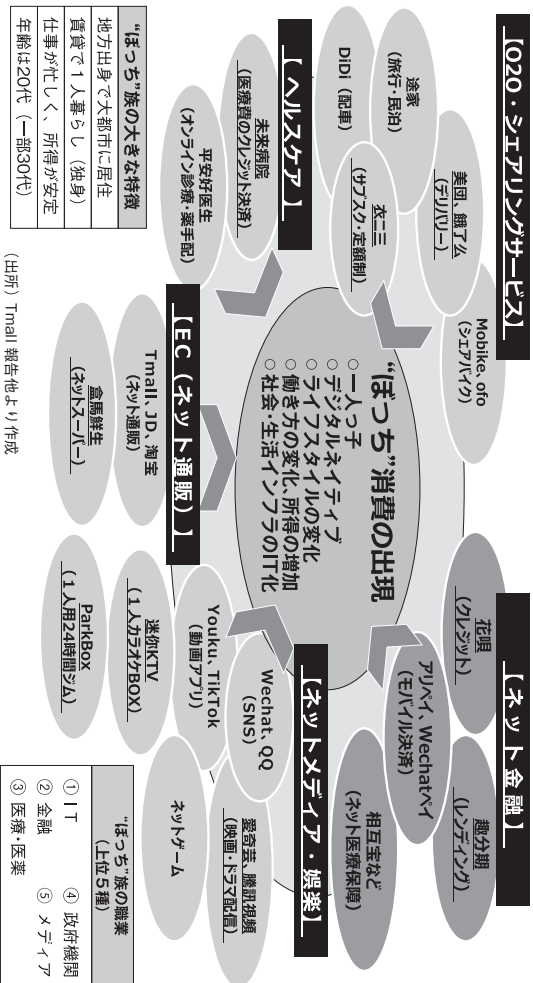 【O2O・シェアリングサービス】
Mobike、ofo
（シェアバイク）
美団、餓了么
（デリバリー）
途家
（旅行・民泊）
DiDi（配車）
衣二三
（サブスク・定額制）
【ヘルスケア】
未来病院
（医療費のクレジット決済）
平安好医生
（オンライン診療・薬手配）
【ネット金融】
花唄
（クレジット）
趣分期
（レンディング）
アリペイ、Wechatペイ
（モバイル決済）
相互宝など
（ネット医療保障）
“ぼっち”消費の出現
○一人っ子
○デジタルネイティブ
○ライフスタイルの変化
○働き方の変化、所得の増加
○社会・生活インフラのIT化
【EC（ネット通販）】
Tmall、JD、淘宝
（ネット通販）
盒馬鮮生
（ネットスーパー）
【ネットメディア・娯楽】
Wechat、QQ
（SNS）
Youku、TikTok
（動画アプリ）
迷你KTV
（１人カラオケBOX）
ParkBox
（１人用24時間ジム）
愛奇芸、騰訊視頻
（映画・ドラマ配信）
ネットゲーム
“ぼっち”族の大きな特徴
地方出身で大都市に居住
賃貸で１人暮らし（独身）
仕事が忙しく、所得が安定
年齢は20代（一部30代）
“ぼっち”族の職業
（上位５種）
① IT　④ 政府機関
② 金融　⑤ メディア
③ 医療・医薬
（出所）Tmall 報告他より作成